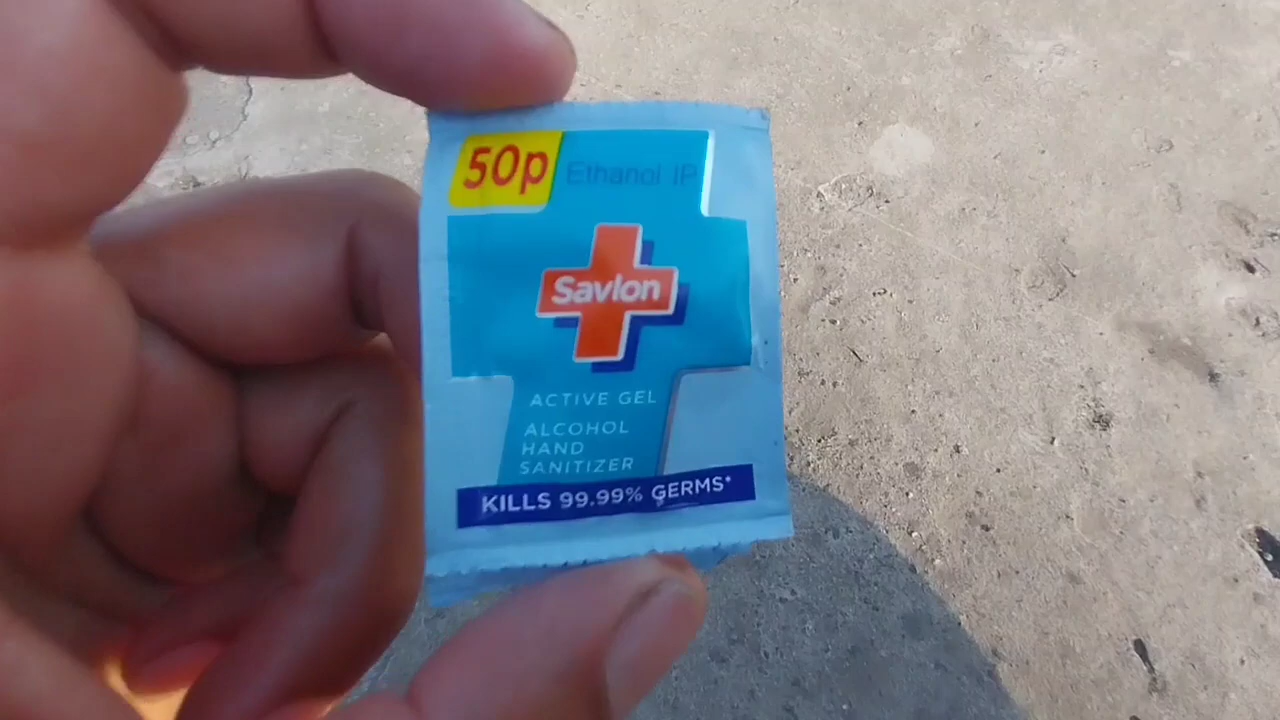 50p Ethanol IP
Savlon
ACTIVE GEL
ALCOHOL
HAND
SANITIZER
KILLS 99.99% GERMS*